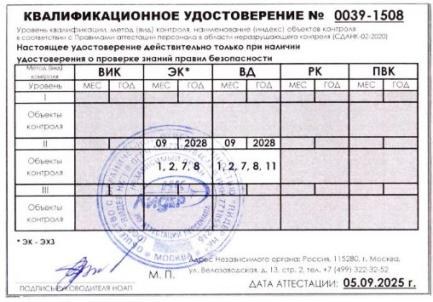 КВАЛИФИКАЦИОННОЕ УДОСТОВЕРЕНИЕ № 0039-1508
Уровень квалификации, метод (вид) контроля, наименование (индекс) объектов контроля
в соответствии с Правилами аттестации персонала в области неразрушающего контроля (СДАНК-02-2020)
Настоящее удостоверение действительно только при наличии
удостоверения о проверке знаний правил безопасности
Метод (вид) контроля ВИК ЭК* ВД РК ПВК
Уровень МЕС ГОД МЕС ГОД МЕС ГОД МЕС ГОД МЕС ГОД
I
Объекты контроля
II 09 2028 09 2028
Объекты контроля 1, 2, 7, 8 1, 2, 7, 8, 11
III
Объекты контроля
* ЭК - ЭХЗ
Адрес Независимого органа: Россия, 115280, г. Москва,
ул. Велозаводская, д. 13, стр. 2, тел. +7 (499) 322-32-52
М. П.
ПОДПИСЬ РУКОВОДИТЕЛЯ НОАП
ДАТА АТТЕСТАЦИИ: 05.09.2025 г.